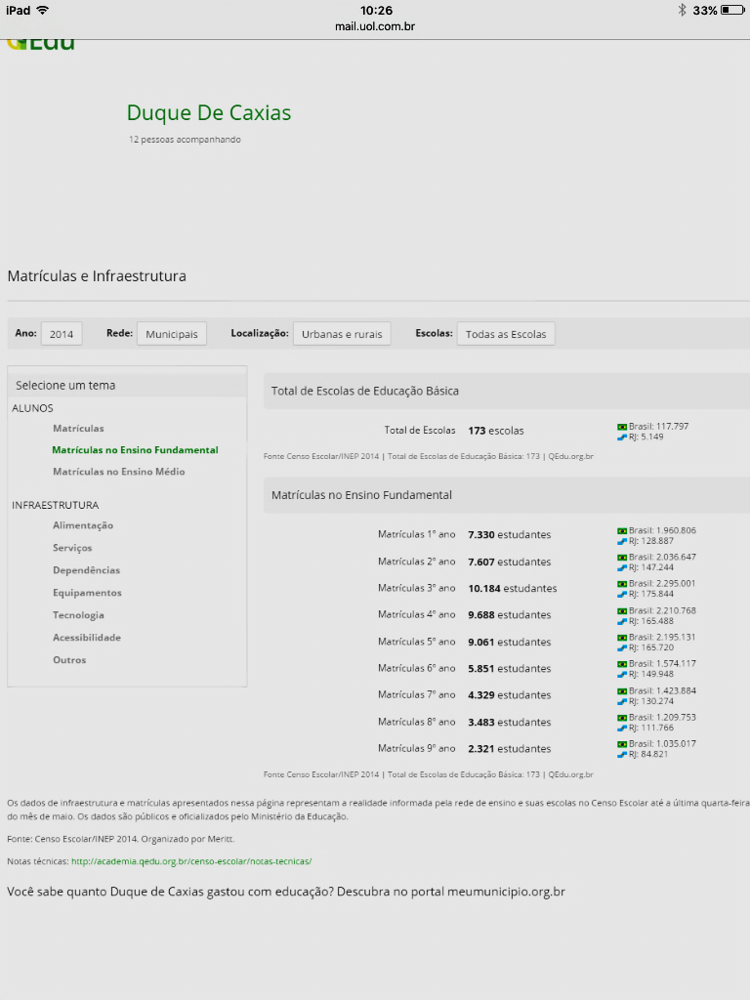 iPad 10:26 33%
mail.uol.com.br
QEdu
Duque De Caxias
12 pessoas acompanhando
Matrículas e Infraestrutura
Ano: 2014 Rede: Municipais Localização: Urbanas e rurais Escolas: Todas as Escolas
Selecione um tema
ALUNOS
Matrículas
Matrículas no Ensino Fundamental
Matrículas no Ensino Médio
INFRAESTRUTURA
Alimentação
Serviços
Dependências
Equipamentos
Tecnologia
Acessibilidade
Outros
Total de Escolas de Educação Básica
Total de Escolas 173 escolas Brasil: 117.797
RJ: 5.149
Fonte Censo Escolar/INEP 2014 | Total de Escolas de Educação Básica: 173 | QEdu.org.br
Matrículas no Ensino Fundamental
Matrículas 1º ano 7.330 estudantes Brasil: 1.960.806
RJ: 128.887
Matrículas 2º ano 7.607 estudantes Brasil: 2.036.647
RJ: 147.244
Matrículas 3º ano 10.184 estudantes Brasil: 2.295.001
RJ: 175.844
Matrículas 4º ano 9.688 estudantes Brasil: 2.210.768
RJ: 165.488
Matrículas 5º ano 9.061 estudantes Brasil: 2.195.131
RJ: 165.720
Matrículas 6º ano 5.851 estudantes Brasil: 1.574.117
RJ: 149.948
Matrículas 7º ano 4.329 estudantes Brasil: 1.423.884
RJ: 130.274
Matrículas 8º ano 3.483 estudantes Brasil: 1.209.753
RJ: 111.766
Matrículas 9º ano 2.321 estudantes Brasil: 1.035.017
RJ: 84.821
Fonte Censo Escolar/INEP 2014 | Total de Escolas de Educação Básica: 173 | QEdu.org.br
Os dados de infraestrutura e matrículas apresentados nessa página representam a realidade informada pela rede de ensino e suas escolas no Censo Escolar até a última quarta-feira
do mês de maio. Os dados são públicos e oficializados pelo Ministério da Educação.
Fonte: Censo Escolar/INEP 2014. Organizado por Meritt.
Notas técnicas: http://academia.qedu.org.br/censo-escolar/notas-tecnicas/
Você sabe quanto Duque de Caxias gastou com educação? Descubra no portal meumunicipio.org.br